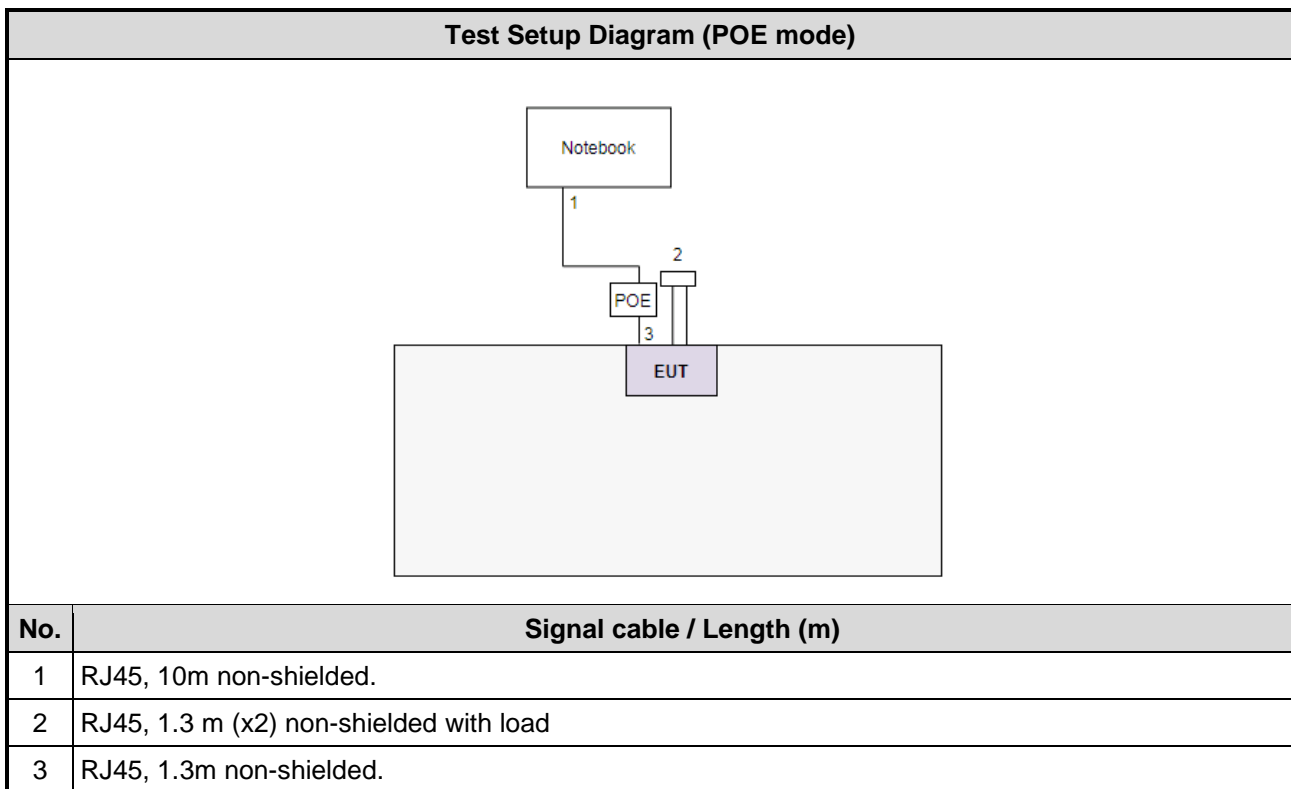 Test Setup Diagram (POE mode)
Notebook
1
2
POE
3
EUT
No. Signal cable / Length (m)
1 RJ45, 10m non-shielded.
2 RJ45, 1.3 m (x2) non-shielded with load
3 RJ45, 1.3m non-shielded.